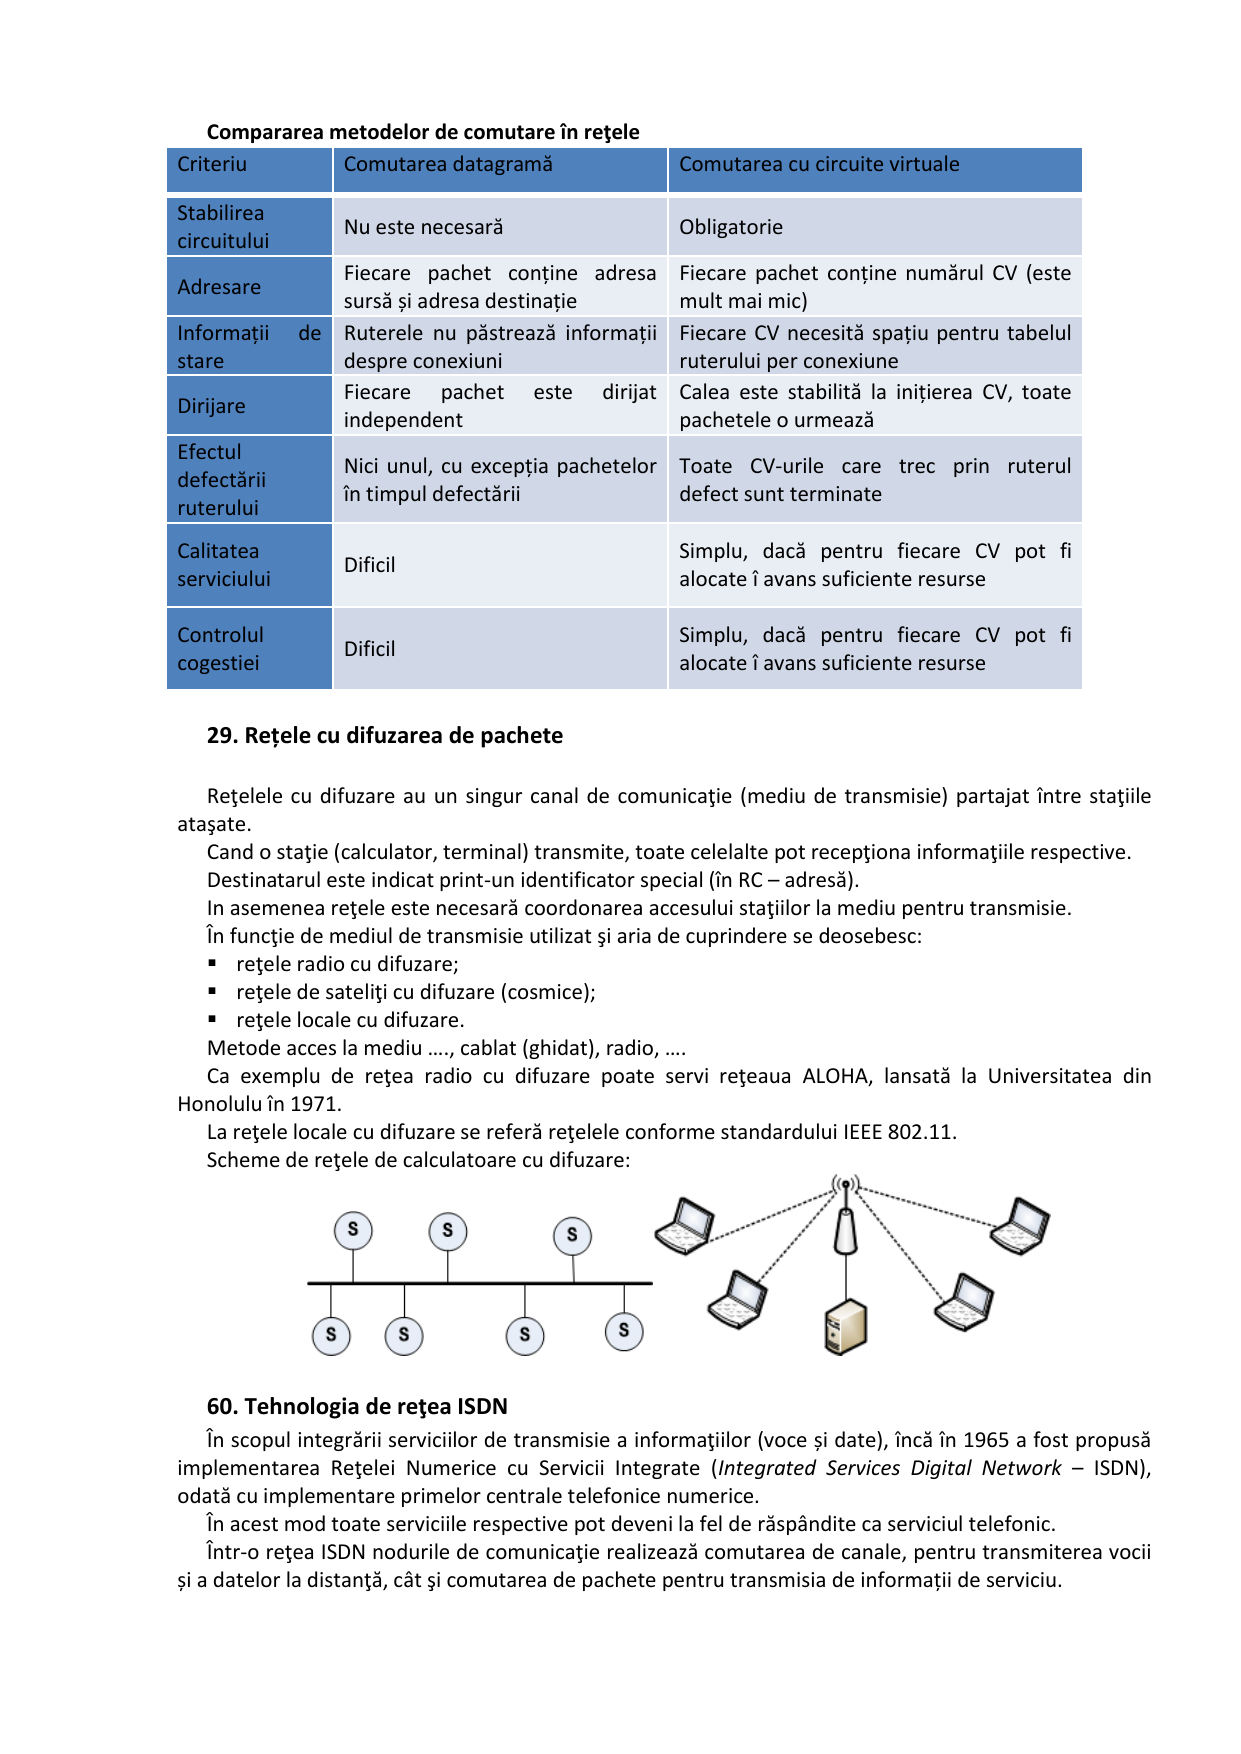 Compararea metodelor de comutare în reţele
Criteriu
Comutarea datagramă
Comutarea cu circuite virtuale
Stabilirea
circuitului
Nu este necesară
Obligatorie
Adresare
Fiecare pachet conține adresa
sursă și adresa destinație
Fiecare pachet conține numărul CV (este
mult mai mic)
Informații de
stare
Ruterele nu păstrează informații
despre conexiuni
Fiecare CV necesită spațiu pentru tabelul
ruterului per conexiune
Dirijare
Fiecare pachet este dirijat
independent
Calea este stabilită la inițierea CV, toate
pachetele o urmează
Efectul
defectării
ruterului
Nici unul, cu excepția pachetelor
în timpul defectării
Toate CV-urile care trec prin ruterul
defect sunt terminate
Calitatea
serviciului
Dificil
Simplu, dacă pentru fiecare CV pot fi
alocate î avans suficiente resurse
Controlul
cogestiei
Dificil
Simplu, dacă pentru fiecare CV pot fi
alocate î avans suficiente resurse
29. Rețele cu difuzarea de pachete
Reţelele cu difuzare au un singur canal de comunicaţie (mediu de transmisie) partajat între staţiile
ataşate.
Cand o staţie (calculator, terminal) transmite, toate celelalte pot recepţiona informaţiile respective.
Destinatarul este indicat print-un identificator special (în RC – adresă).
In asemenea reţele este necesară coordonarea accesului staţiilor la mediu pentru transmisie.
În funcţie de mediul de transmisie utilizat şi aria de cuprindere se deosebesc:
▪ reţele radio cu difuzare;
▪ reţele de sateliţi cu difuzare (cosmice);
▪ reţele locale cu difuzare.
Metode acces la mediu …., cablat (ghidat), radio, ….
Ca exemplu de reţea radio cu difuzare poate servi reţeaua ALOHA, lansată la Universitatea din
Honolulu în 1971.
La reţele locale cu difuzare se referă reţelele conforme standardului IEEE 802.11.
Scheme de reţele de calculatoare cu difuzare:
S S S
S S S S
60. Tehnologia de reţea ISDN
În scopul integrării serviciilor de transmisie a informaţiilor (voce și date), încă în 1965 a fost propusă
implementarea Reţelei Numerice cu Servicii Integrate (Integrated Services Digital Network – ISDN),
odată cu implementare primelor centrale telefonice numerice.
În acest mod toate serviciile respective pot deveni la fel de răspândite ca serviciul telefonic.
Într-o reţea ISDN nodurile de comunicaţie realizează comutarea de canale, pentru transmiterea vocii
și a datelor la distanţă, cât şi comutarea de pachete pentru transmisia de informații de serviciu.